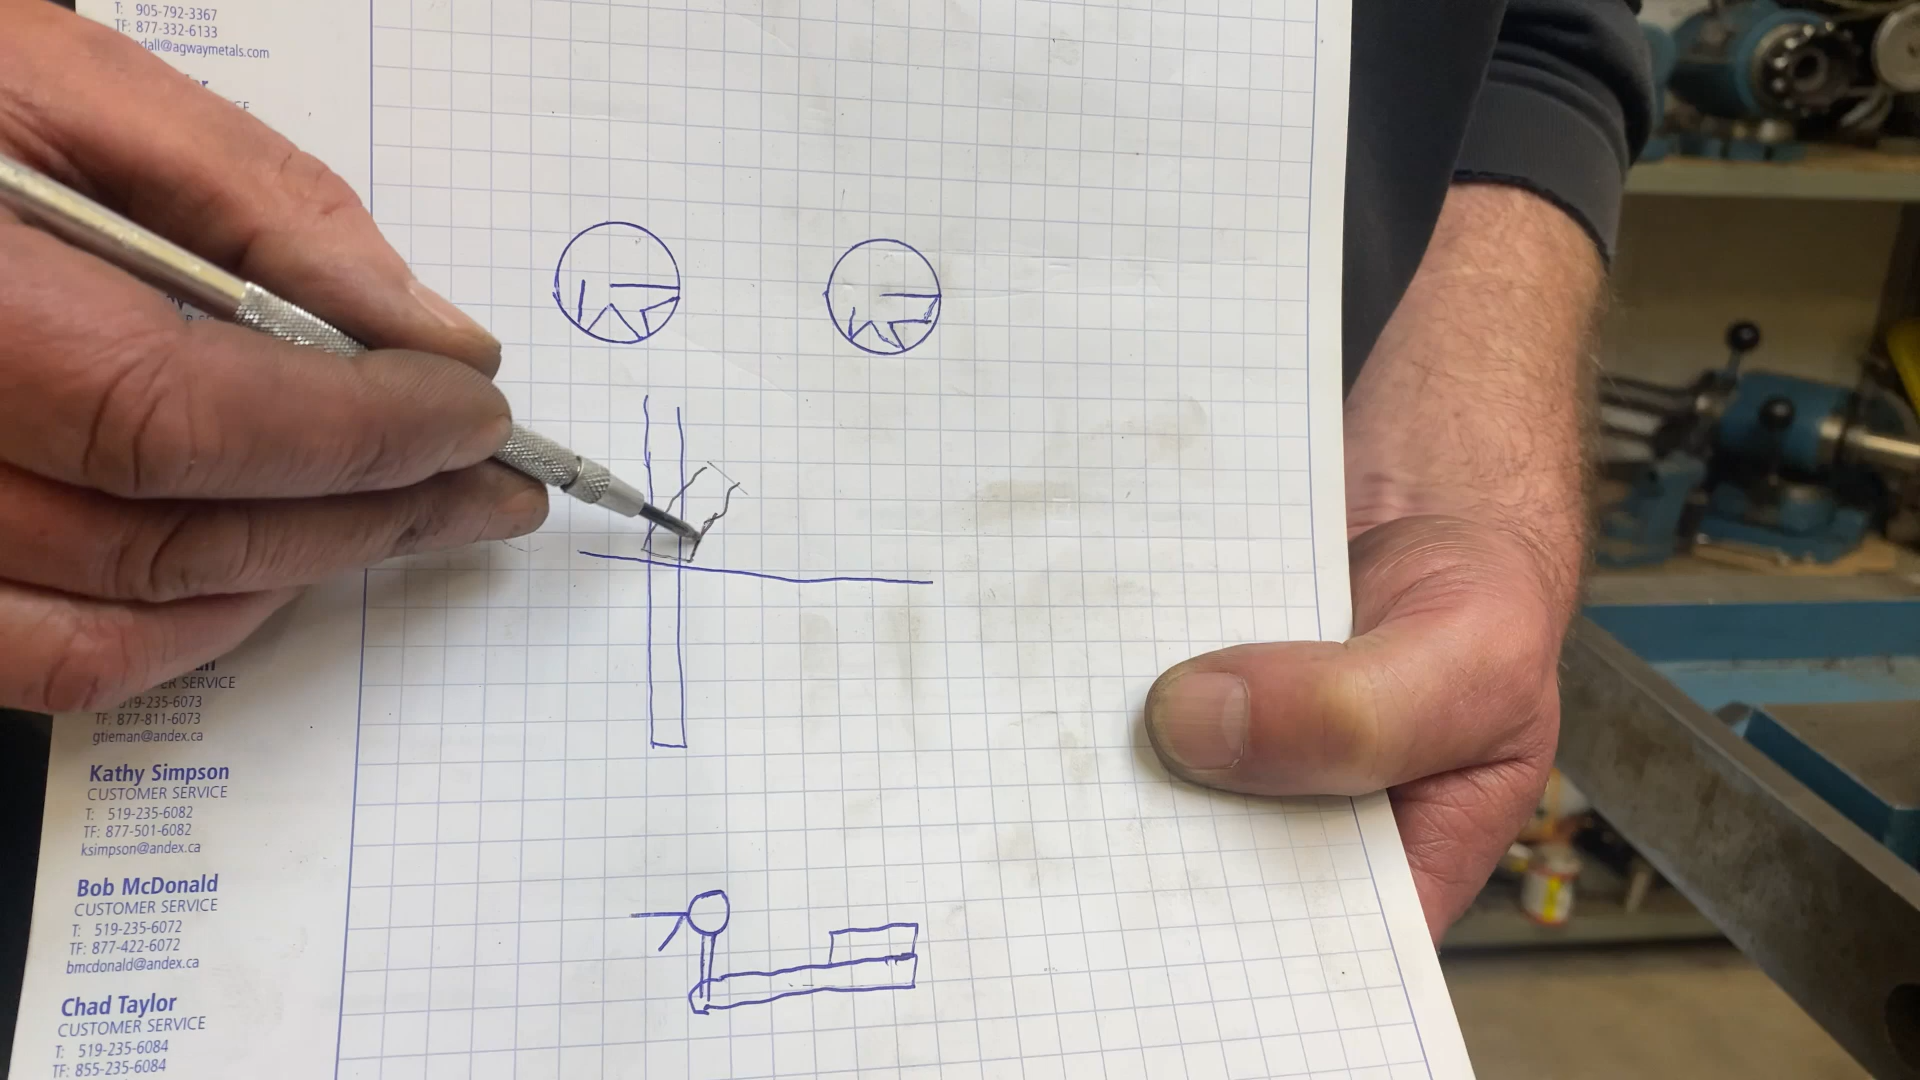 T: 905-792-3367
TF: 877-332-6133
dall@agwaymetals.com
ER SERVICE
519-235-6073
TF: 877-811-6073
gtieman@andex.ca
Kathy Simpson
CUSTOMER SERVICE
T: 519-235-6082
TF: 877-501-6082
ksimpson@andex.ca
Bob McDonald
CUSTOMER SERVICE
T: 519-235-6072
TF: 877-422-6072
bmcdonald@andex.ca
Chad Taylor
CUSTOMER SERVICE
T: 519-235-6084
TF: 855-235-6084